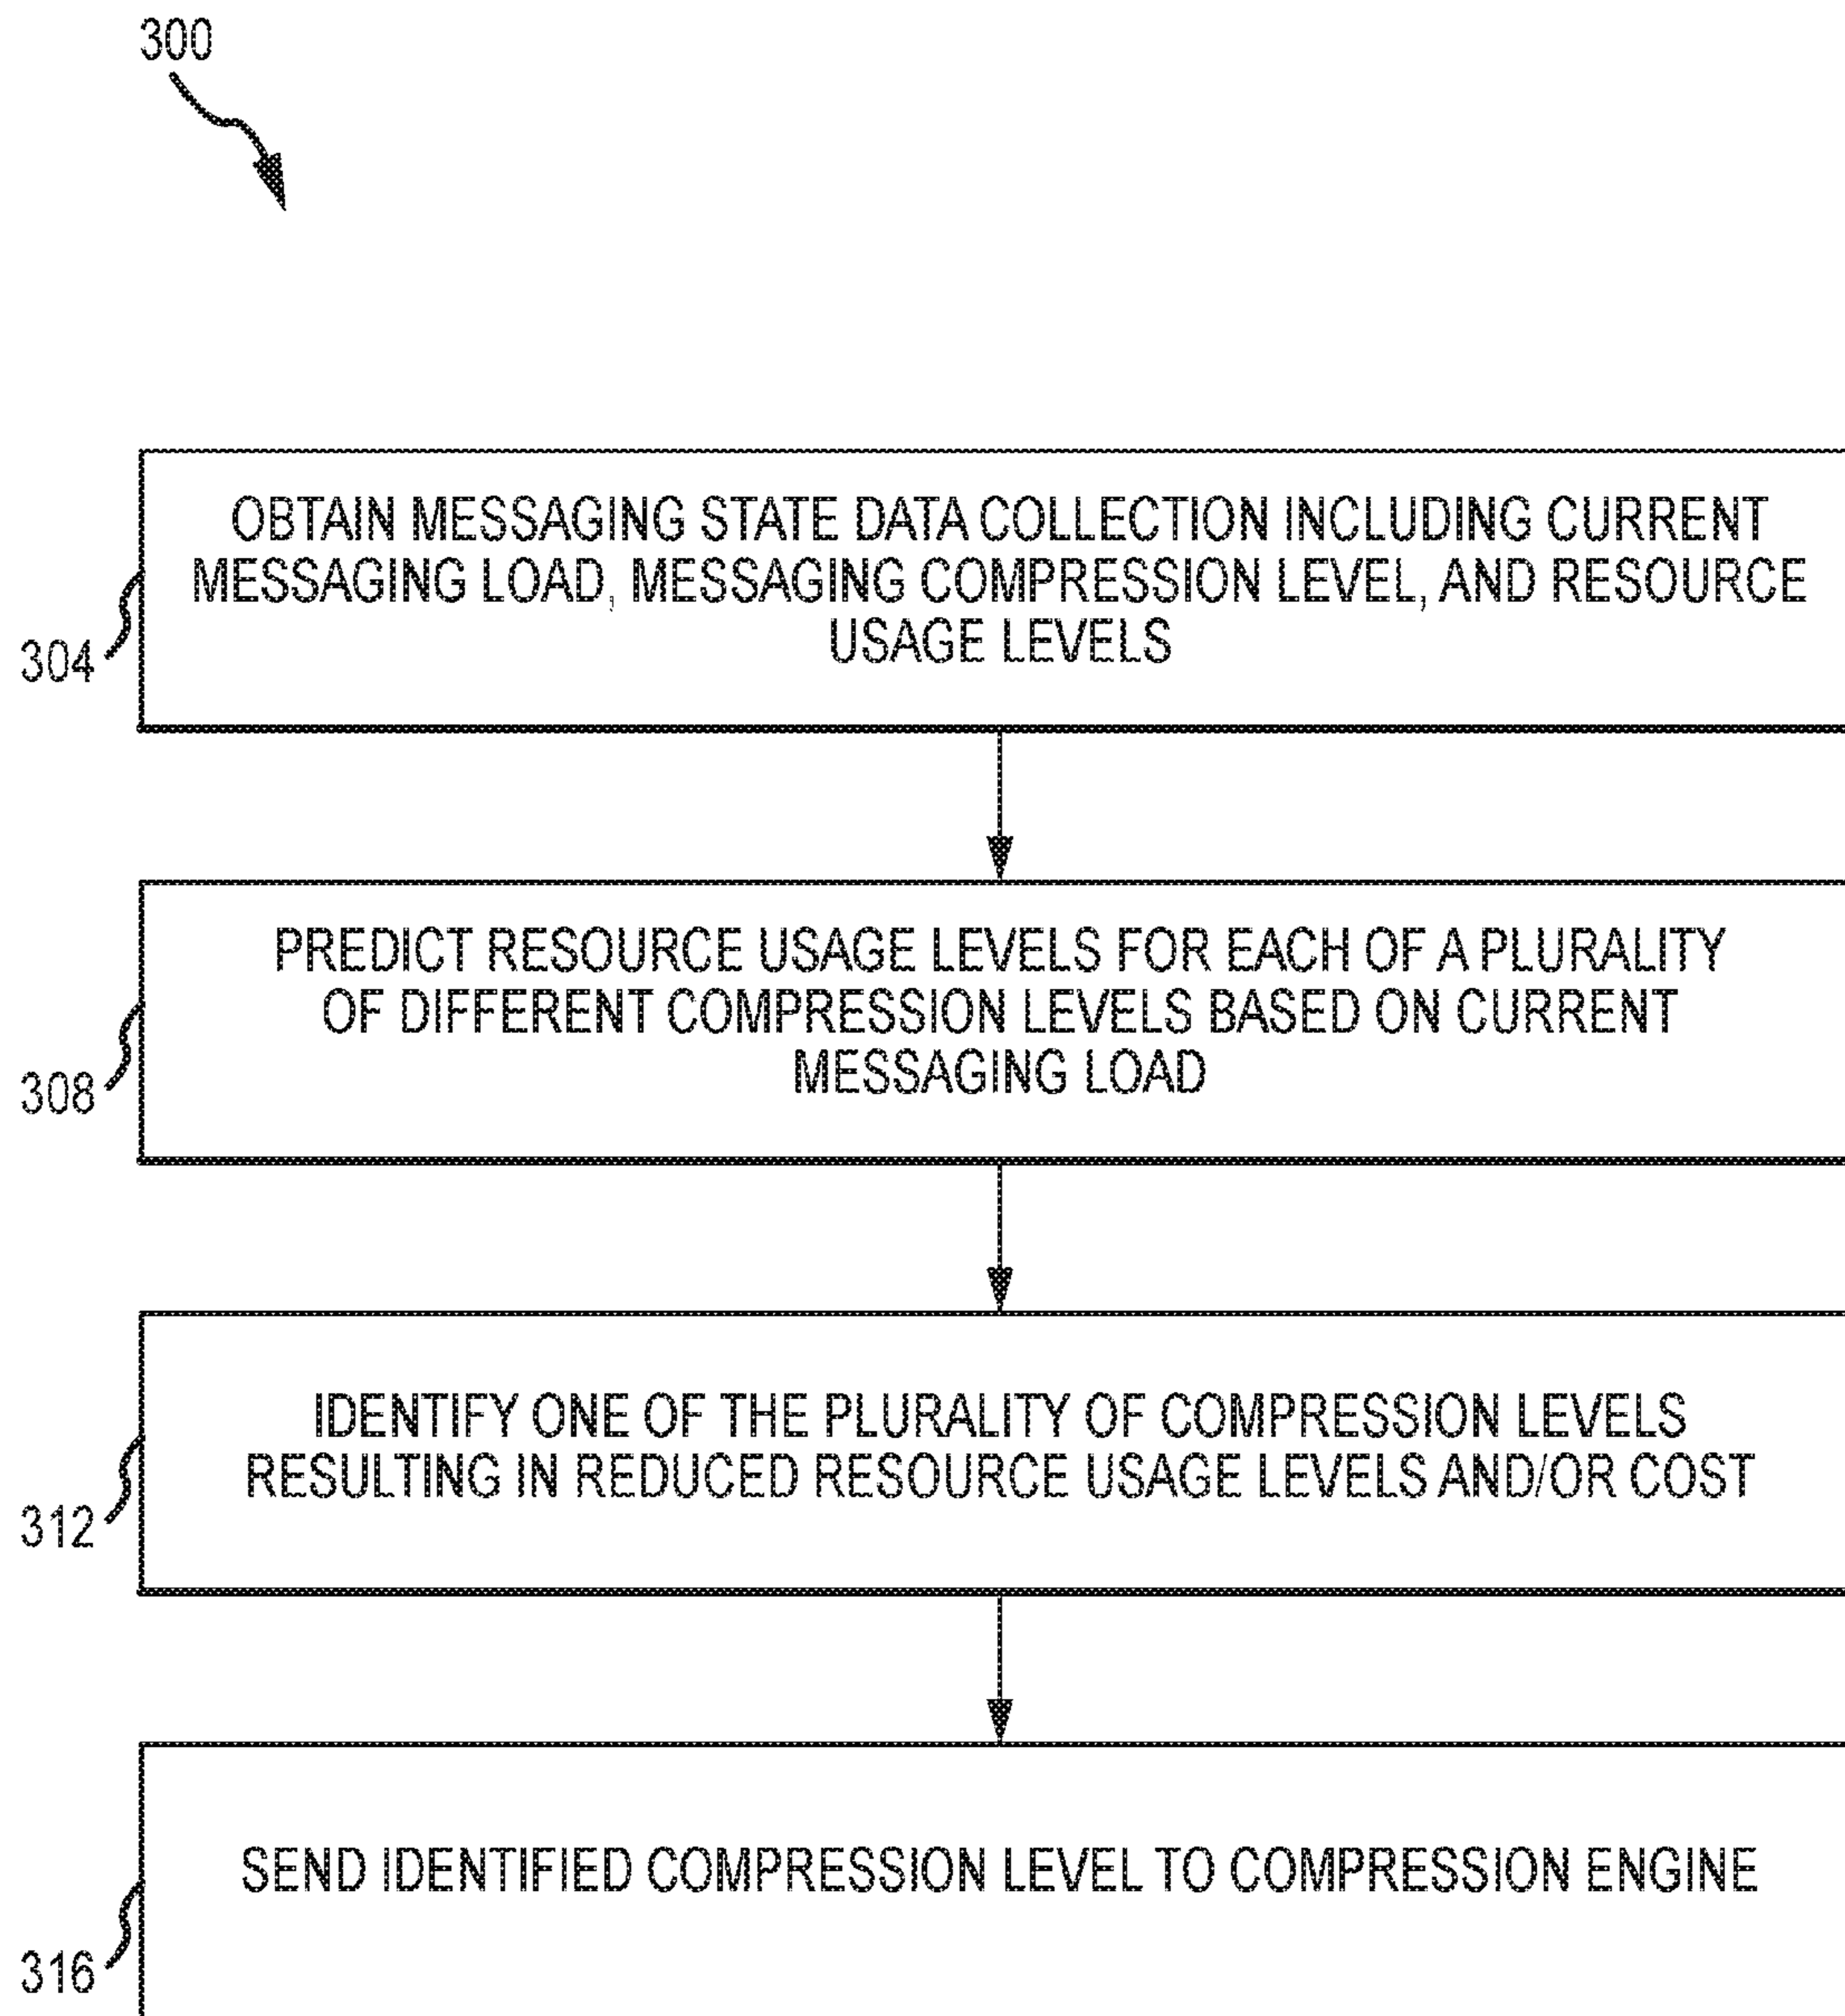 300
OBTAIN MESSAGING STATE DATA COLLECTION INCLUDING CURRENT
MESSAGING LOAD, MESSAGING COMPRESSION LEVEL, AND RESOURCE
USAGE LEVELS
304
PREDICT RESOURCE USAGE LEVELS FOR EACH OF A PLURALITY
OF DIFFERENT COMPRESSION LEVELS BASED ON CURRENT
MESSAGING LOAD
308
IDENTIFY ONE OF THE PLURALITY OF COMPRESSION LEVELS
RESULTING IN REDUCED RESOURCE USAGE LEVELS AND/OR COST
312
SEND IDENTIFIED COMPRESSION LEVEL TO COMPRESSION ENGINE
316